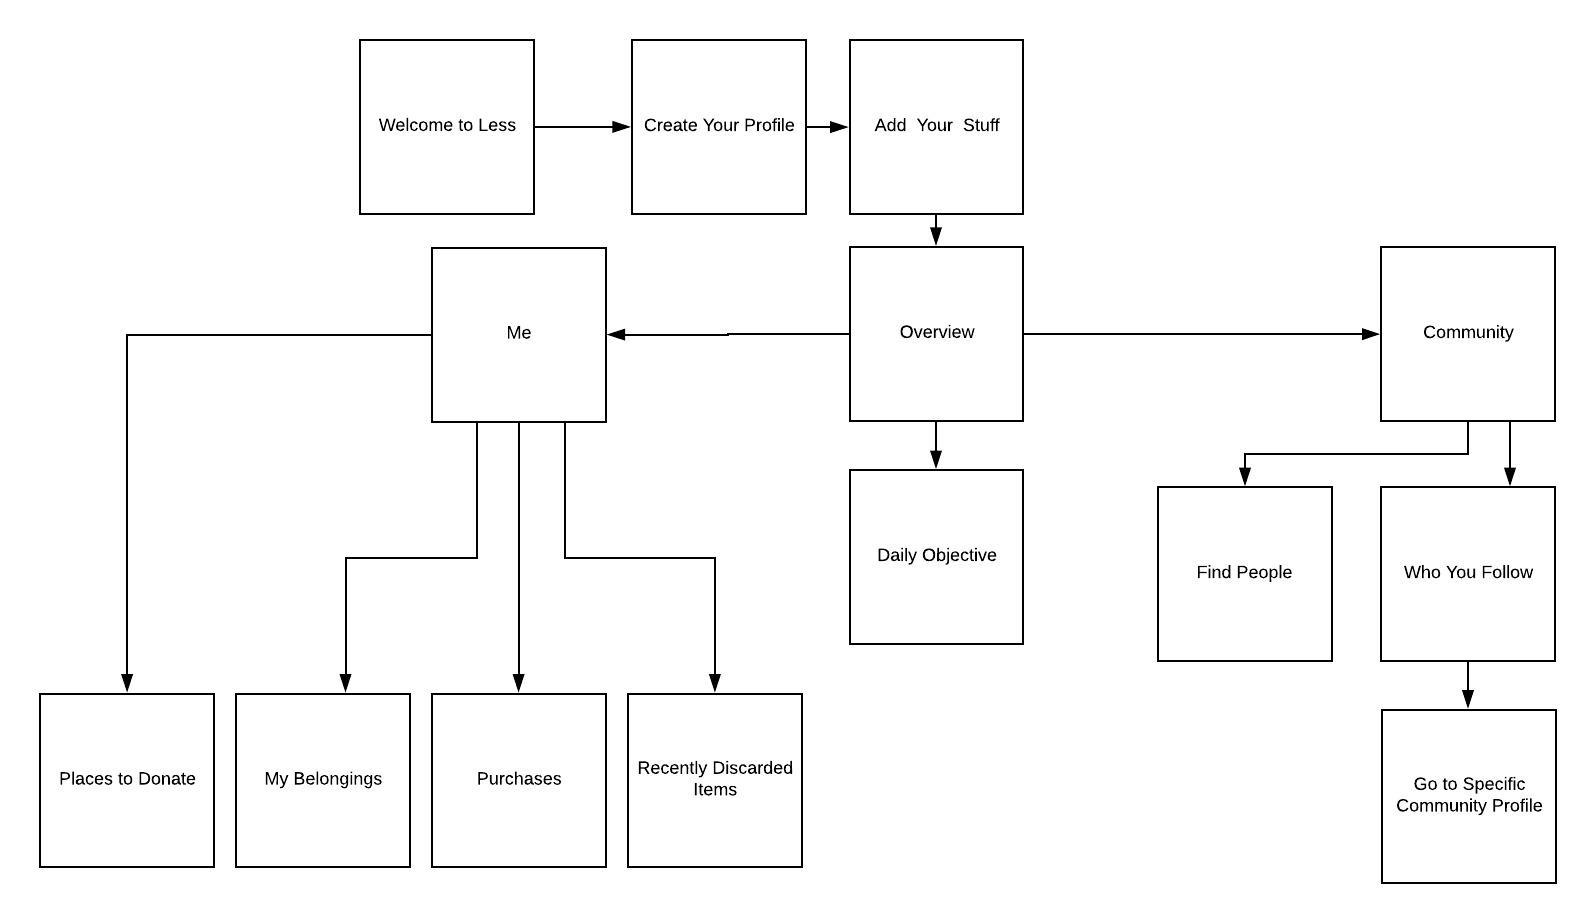 Welcome to Less
Create Your Profile
Add Your Stuff
Me
Overview
Community
Daily Objective
Find People
Who You Follow
Places to Donate
My Belongings
Purchases
Recently Discarded
Items
Go to Specific
Community Profile